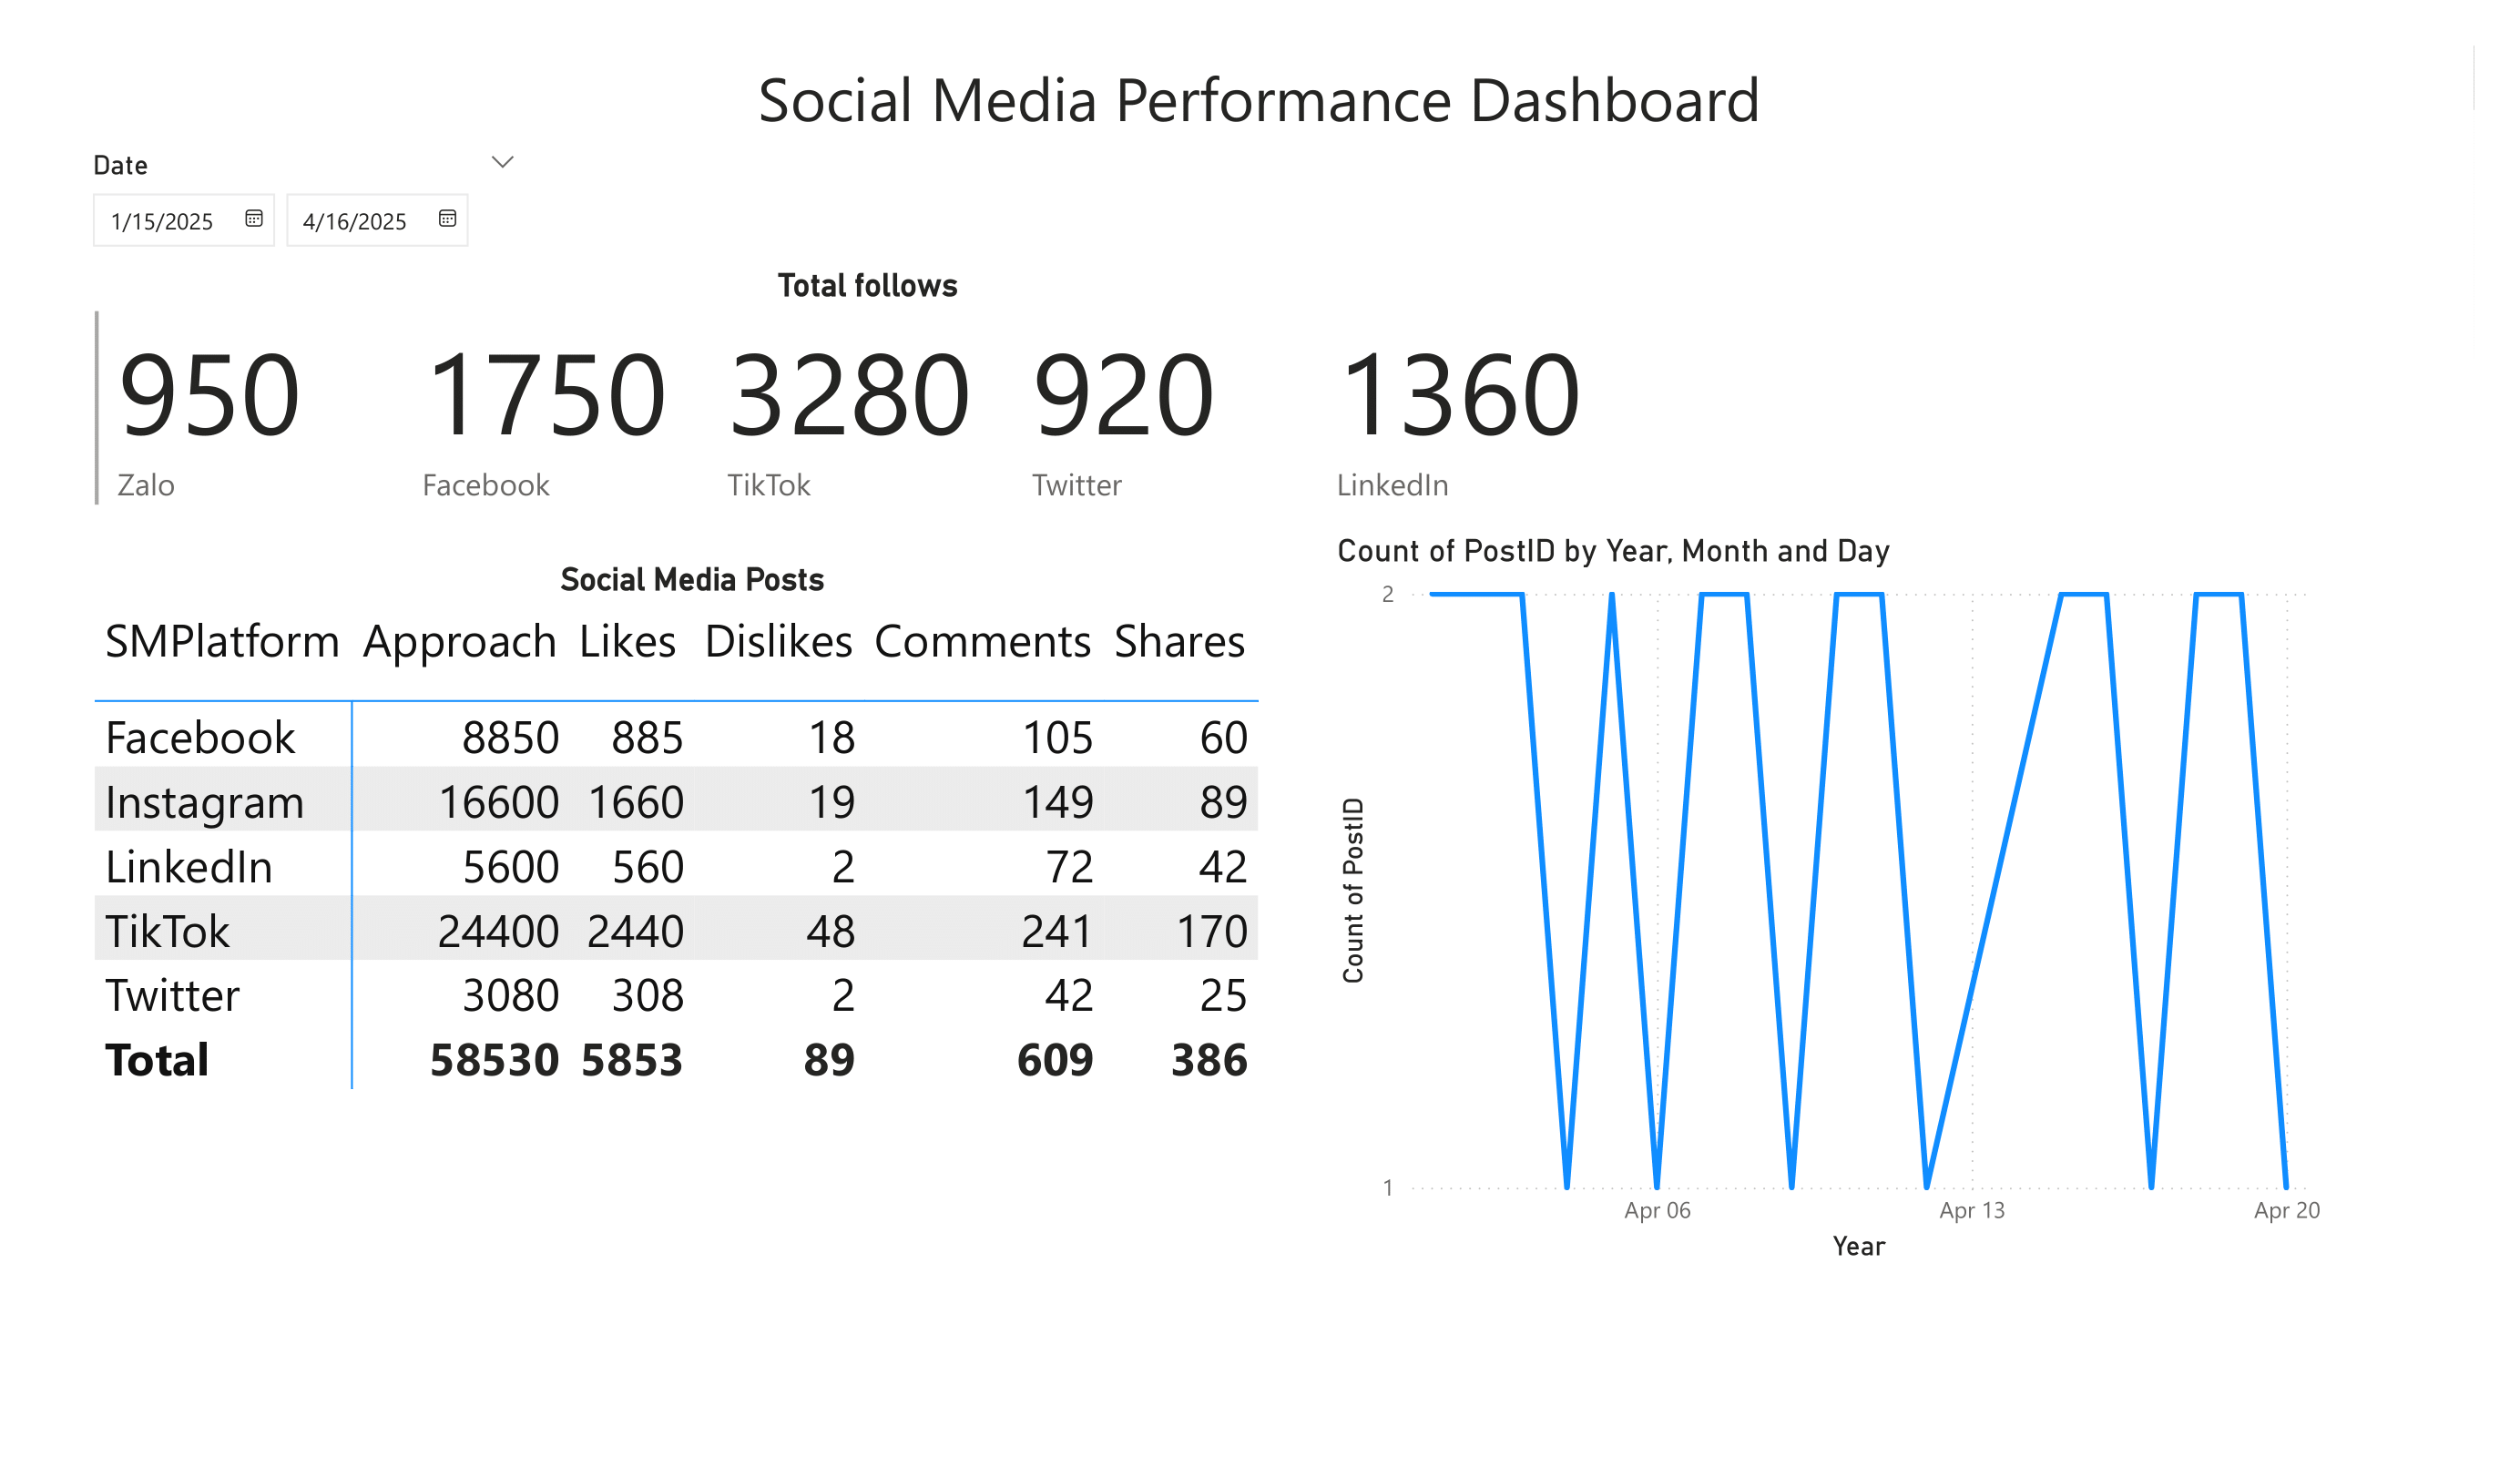 Social Media Performance Dashboard
Date
1/15/2025 4/16/2025
Total follows
950 1750 3280 920 1360
Zalo Facebook TikTok Twitter LinkedIn
Social Media Posts
SMPlatform Approach Likes Dislikes Comments Shares
Facebook 8850 885 18 105 60
Instagram 16600 1660 19 149 89
LinkedIn 5600 560 2 72 42
TikTok 24400 2440 48 241 170
Twitter 3080 308 2 42 25
Total 58530 5853 89 609 386
Count of PostID by Year, Month and Day
2
Count of PostID
1
Apr 06 Apr 13 Apr 20
Year